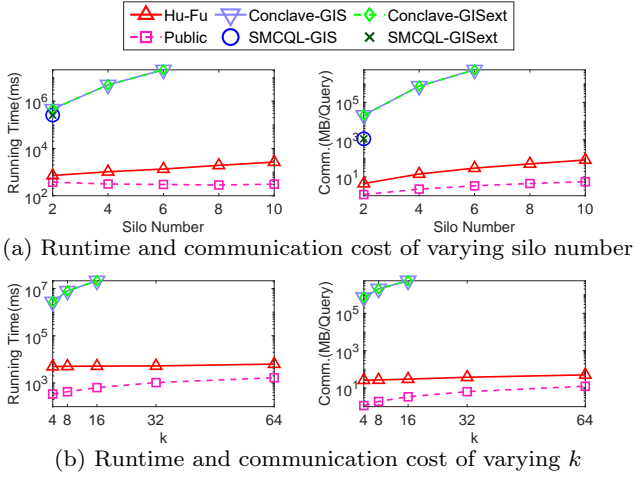 Hu-Fu Conclave-GIS Conclave-GISext
Public SMCQL-GIS SMCQL-GISext
Running Time(ms)
10^6
10^4
10^2
2 4 6 8 10
Silo Number
Comm.(MB/Query)
10^5
10^3
10^1
2 4 6 8 10
Silo Number
(a) Runtime and communication cost of varying silo number
Running Time(ms)
10^7
10^5
10^3
4 8 16 32 64
k
Comm.(MB/Query)
10^5
10^3
10^1
4 8 16 32 64
k
(b) Runtime and communication cost of varying k